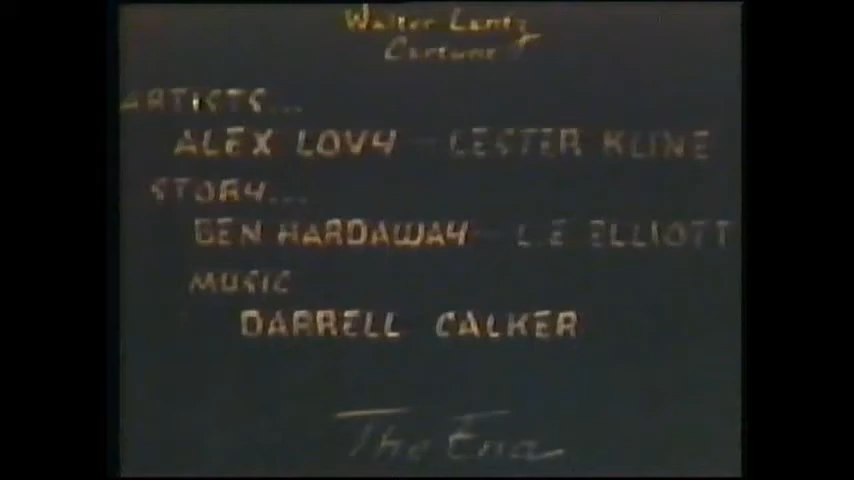 Walter Lantz
Cartune
ARTISTS...
ALEX LOVY - LESTER KLINE
STORY...
BEN HARDAWAY - L.E ELLIOTT
MUSIC
DARRELL CALKER
The End